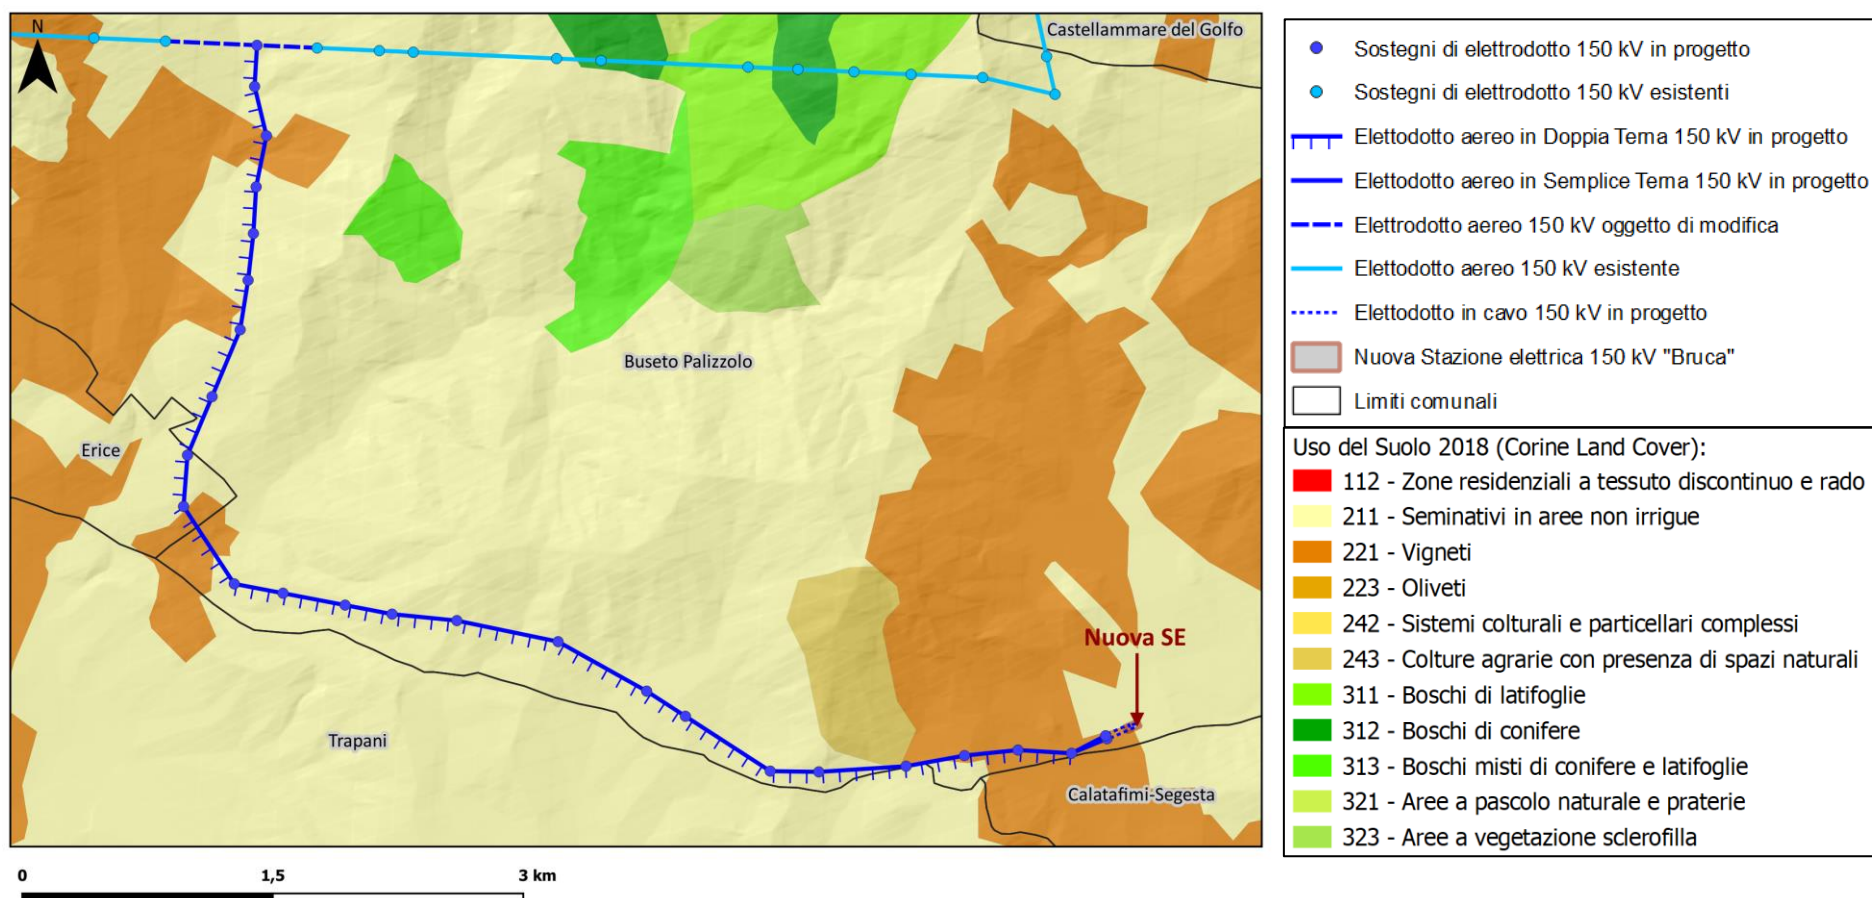 N
Castellammare del Golfo
Buseto Palizzolo
Erice
Nuova SE
Trapani
Calatafimi-Segesta
0 1,5 3 km
Sostegni di elettrodotto 150 kV in progetto
Sostegni di elettrodotto 150 kV esistenti
Elettodotto aereo in Doppia Terna 150 kV in progetto
Elettodotto aereo in Semplice Terna 150 kV in progetto
Elettrodotto aereo 150 kV oggetto di modifica
Elettodotto aereo 150 kV esistente
Elettodotto in cavo 150 kV in progetto
Nuova Stazione elettrica 150 kV "Bruca"
Limiti comunali
Uso del Suolo 2018 (Corine Land Cover):
112 - Zone residenziali a tessuto discontinuo e rado
211 - Seminativi in aree non irrigue
221 - Vigneti
223 - Oliveti
242 - Sistemi colturali e particellari complessi
243 - Colture agrarie con presenza di spazi naturali
311 - Boschi di latifoglie
312 - Boschi di conifere
313 - Boschi misti di conifere e latifoglie
321 - Aree a pascolo naturale e praterie
323 - Aree a vegetazione sclerofilla